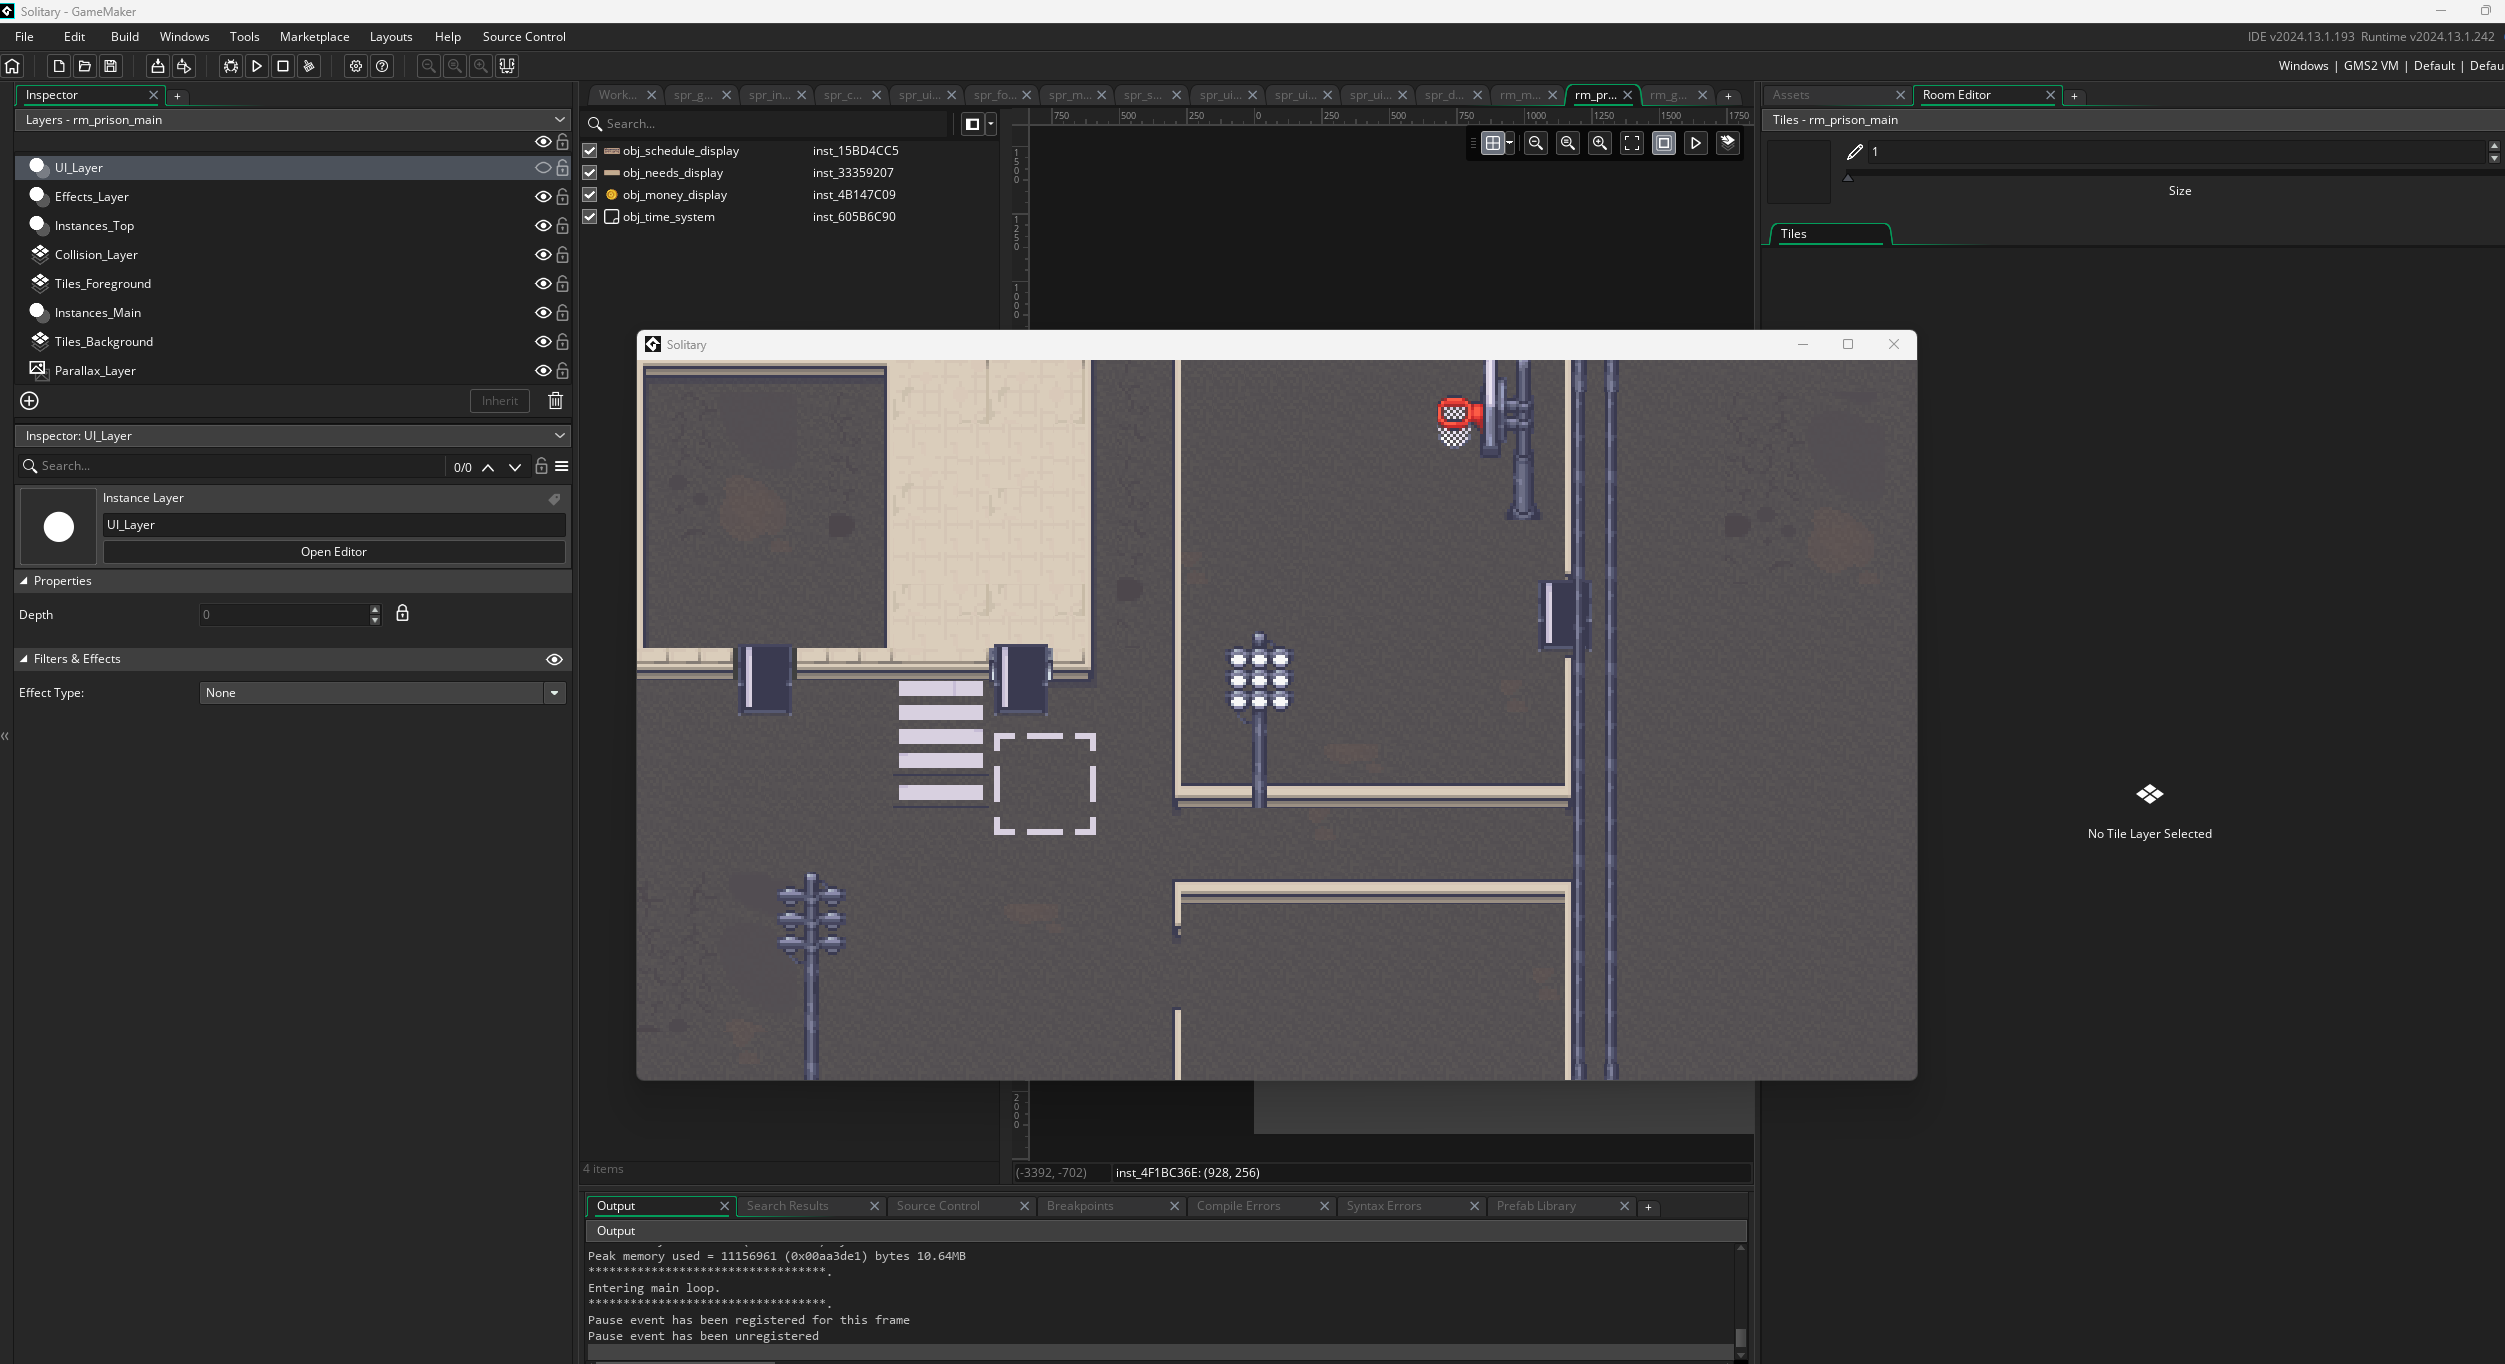 Solitary - GameMaker
File Edit Build Windows Tools Marketplace Layouts Help Source Control
IDE v2024.13.1.193 Runtime v2024.13.1.242
Windows | GMS2 VM | Default | Defau
Inspector
Layers - rm_prison_main
UI_Layer
Effects_Layer
Instances_Top
Collision_Layer
Tiles_Foreground
Instances_Main
Tiles_Background
Parallax_Layer
Inherit
Inspector: UI_Layer
Search...
0/0
Instance Layer
UI_Layer
Open Editor
Properties
Depth
0
Filters & Effects
Effect Type:
None
Work... spr_g... spr_in... spr_c... spr_ui... spr_fo... spr_m... spr_s... spr_ui... spr_ui... spr_ui... spr_d... rm_m... rm_pr... rm_g...
Search...
obj_schedule_display inst_15BD4CC5
obj_needs_display inst_33359207
obj_money_display inst_4B147C09
obj_time_system inst_605B6C90
4 items
750 500 250 0 250 500 750 1000 1250 1500 1750
1500
1250
1000
2000
Solitary
(-3392, -702)
inst_4F1BC36E: (928, 256)
Output Search Results Source Control Breakpoints Compile Errors Syntax Errors Prefab Library
Output
Peak memory used = 11156961 (0x00aa3de1) bytes 10.64MB
**********************************.
Entering main loop.
**********************************.
Pause event has been registered for this frame
Pause event has been unregistered
Assets
Room Editor
Tiles - rm_prison_main
1
Size
Tiles
No Tile Layer Selected